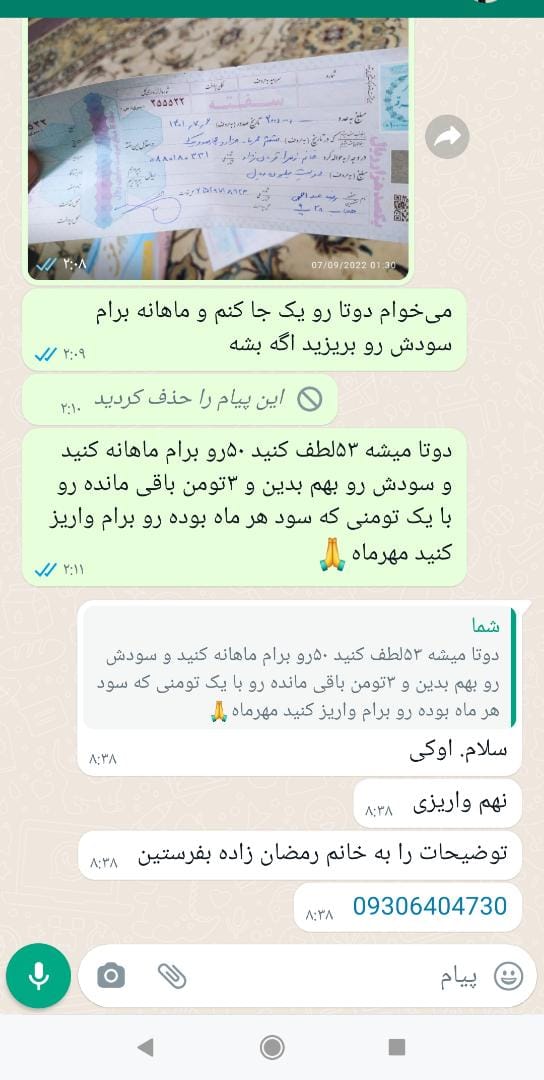 سفته
۲۵۵۵۲۲
۲:۰۸
07/09/2022 01:30
می‌خوام دوتا رو یک جا کنم و ماهانه برام
سودش رو بریزید اگه بشه
۲:۰۹
این پیام را حذف کردید
۲:۱۰
دوتا میشه ۵۳لطف کنید ۵۰رو برام ماهانه کنید
و سودش رو بهم بدین و ۳تومن باقی مانده رو
با یک تومنی که سود هر ماه بوده رو برام واریز
کنید مهرماه 🙏
۲:۱۱
شما
دوتا میشه ۵۳لطف کنید ۵۰رو برام ماهانه کنید و سودش
رو بهم بدین و ۳تومن باقی مانده رو با یک تومنی که سود
هر ماه بوده رو برام واریز کنید مهرماه 🙏
سلام. اوکی
۸:۳۸
نهم واریزی
۸:۳۸
توضیحات را به خانم رمضان زاده بفرستین
۸:۳۸
09306404730
۸:۳۸
پیام